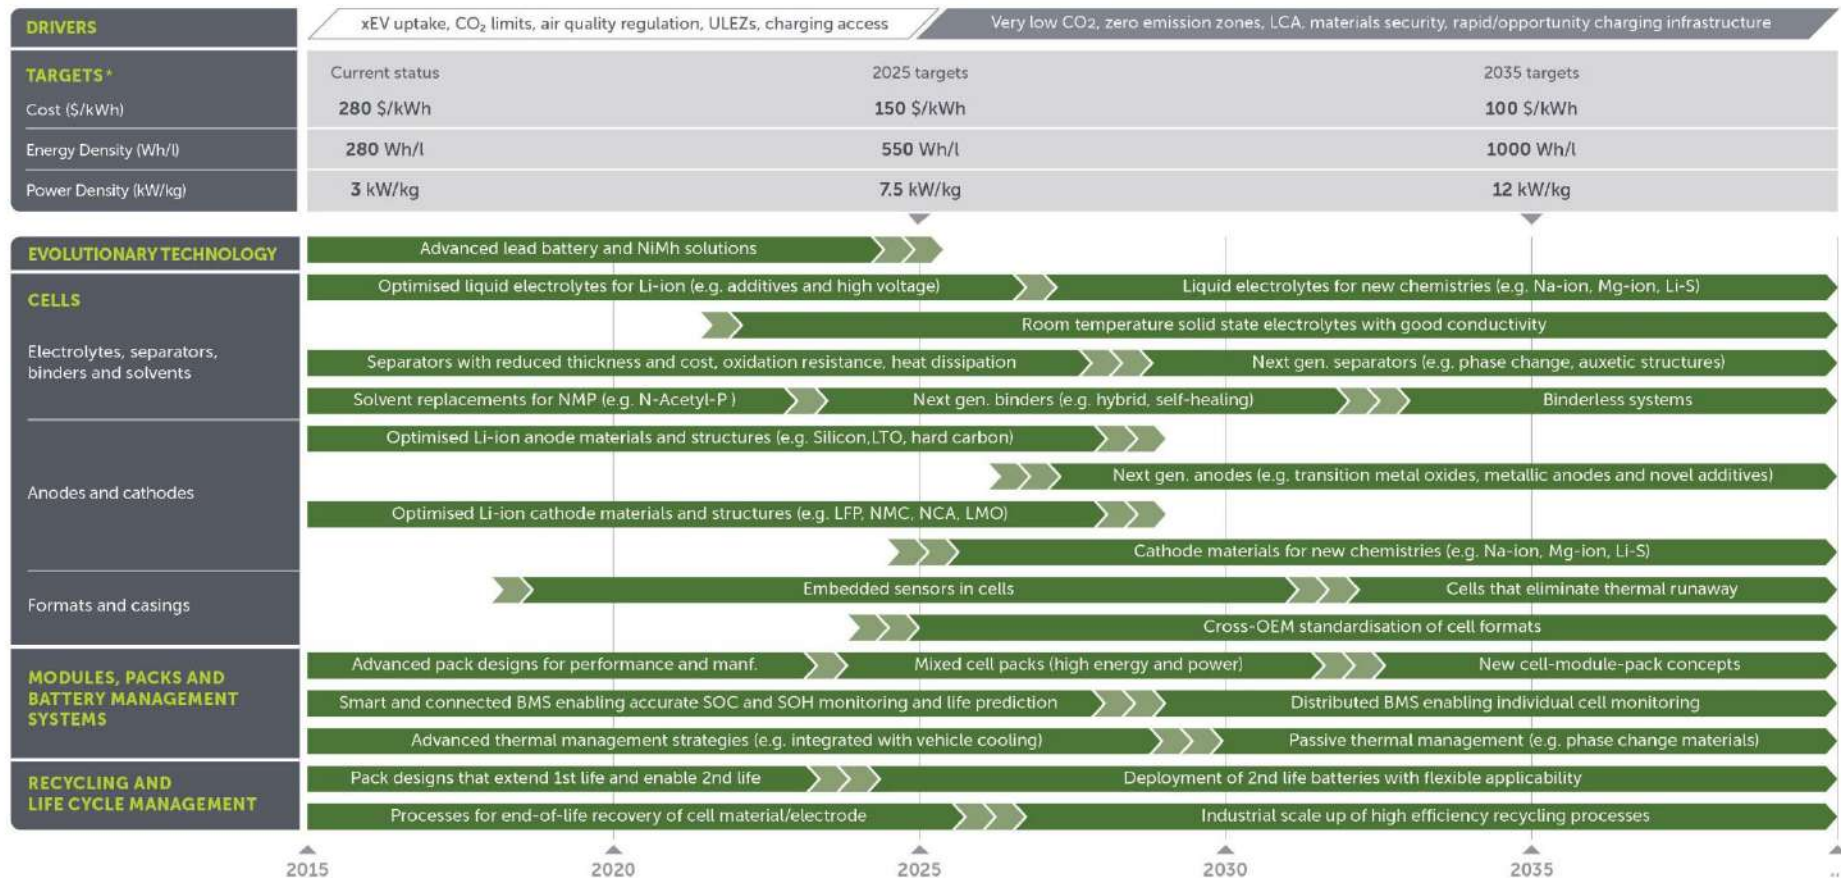 DRIVERS
xEV uptake, CO₂ limits, air quality regulation, ULEZs, charging access
Very low CO2, zero emission zones, LCA, materials security, rapid/opportunity charging infrastructure
TARGETS*
Current status
2025 targets
2035 targets
Cost ($/kWh)
280 $/kWh
150 $/kWh
100 $/kWh
Energy Density (Wh/l)
280 Wh/l
550 Wh/l
1000 Wh/l
Power Density (kW/kg)
3 kW/kg
7.5 kW/kg
12 kW/kg
EVOLUTIONARY TECHNOLOGY
Advanced lead battery and NiMh solutions
CELLS
Optimised liquid electrolytes for Li-ion (e.g. additives and high voltage)
Liquid electrolytes for new chemistries (e.g. Na-ion, Mg-ion, Li-S)
Room temperature solid state electrolytes with good conductivity
Electrolytes, separators,
binders and solvents
Separators with reduced thickness and cost, oxidation resistance, heat dissipation
Next gen. separators (e.g. phase change, auxetic structures)
Solvent replacements for NMP (e.g. N-Acetyl-P )
Next gen. binders (e.g. hybrid, self-healing)
Binderless systems
Anodes and cathodes
Optimised Li-ion anode materials and structures (e.g. Silicon,LTO, hard carbon)
Next gen. anodes (e.g. transition metal oxides, metallic anodes and novel additives)
Optimised Li-ion cathode materials and structures (e.g. LFP, NMC, NCA, LMO)
Cathode materials for new chemistries (e.g. Na-ion, Mg-ion, Li-S)
Formats and casings
Embedded sensors in cells
Cells that eliminate thermal runaway
Cross-OEM standardisation of cell formats
MODULES, PACKS AND
BATTERY MANAGEMENT
SYSTEMS
Advanced pack designs for performance and manf.
Mixed cell packs (high energy and power)
New cell-module-pack concepts
Smart and connected BMS enabling accurate SOC and SOH monitoring and life prediction
Distributed BMS enabling individual cell monitoring
Advanced thermal management strategies (e.g. integrated with vehicle cooling)
Passive thermal management (e.g. phase change materials)
RECYCLING AND
LIFE CYCLE MANAGEMENT
Pack designs that extend 1st life and enable 2nd life
Deployment of 2nd life batteries with flexible applicability
Processes for end-of-life recovery of cell material/electrode
Industrial scale up of high efficiency recycling processes
2015
2020
2025
2030
2035